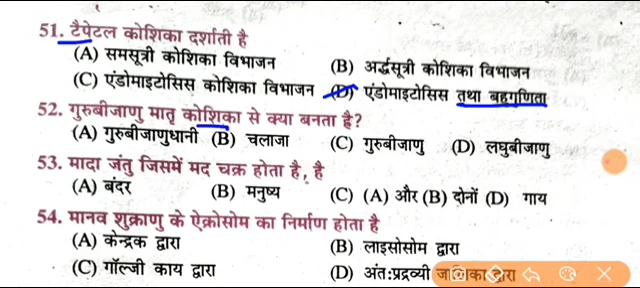 51. टैपेटल कोशिका दर्शाती है
(A) समसूत्री कोशिका विभाजन (B) अर्द्धसूत्री कोशिका विभाजन
(C) एंडोमाइटोसिस कोशिका विभाजन (D) एंडोमाइटोसिस तथा बहुगुणिता
52. गुरुबीजाणु मातृ कोशिका से क्या बनता है?
(A) गुरुबीजाणुधानी (B) चलाजा (C) गुरुबीजाणु (D) लघुबीजाणु
53. मादा जंतु जिसमें मद चक्र होता है, है
(A) बंदर (B) मनुष्य (C) (A) और (B) दोनों (D) गाय
54. मानव शुक्राणु के ऐक्रोसोम का निर्माण होता है
(A) केन्द्रक द्वारा (B) लाइसोसोम द्वारा
(C) गॉल्जी काय द्वारा (D) अंत:प्रद्रव्यी द्वारा